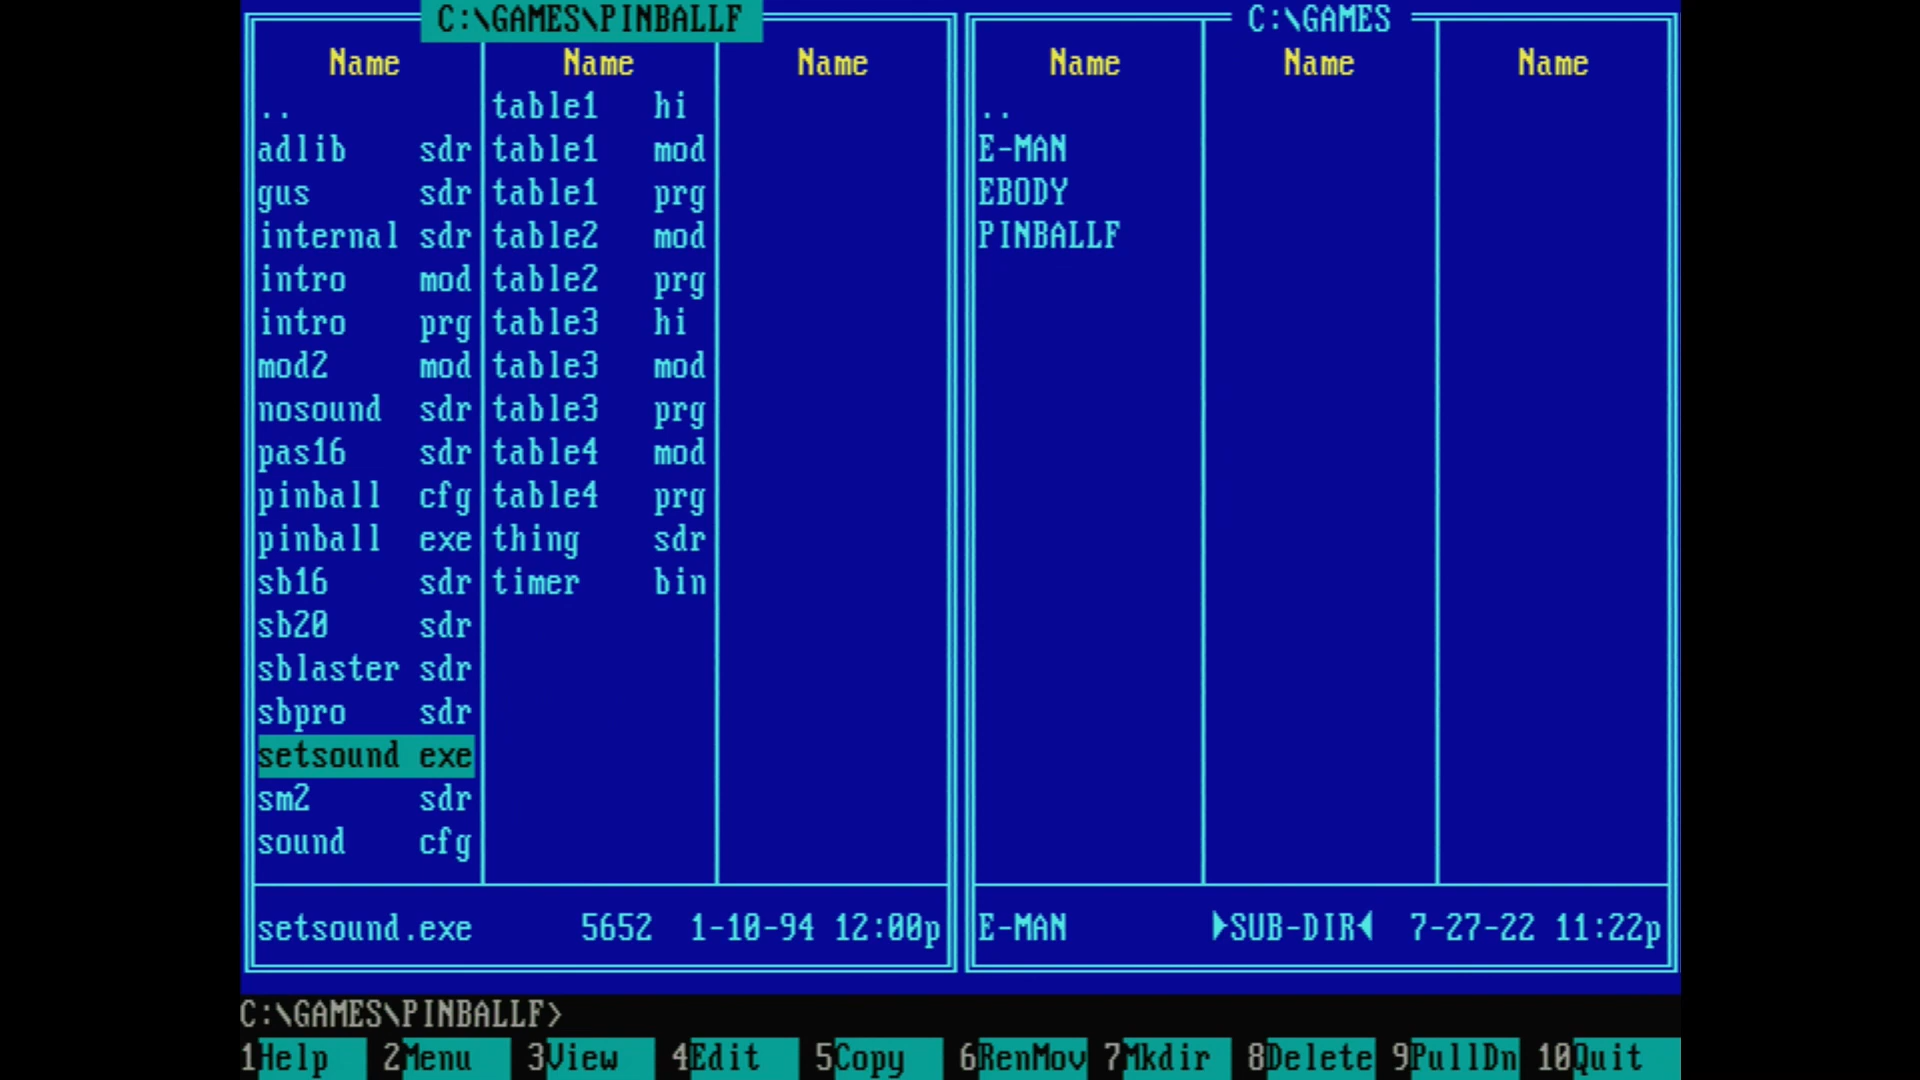 C:\GAMES\PINBALLF
Name Name Name
..
adlib sdr
gus sdr
internal sdr
intro mod
intro prg
mod2 mod
nosound sdr
pas16 sdr
pinball cfg
pinball exe
sb16 sdr
sb20 sdr
sblaster sdr
sbpro sdr
setsound exe
sm2 sdr
sound cfg
table1 hi
table1 mod
table1 prg
table2 mod
table2 prg
table3 hi
table3 mod
table3 prg
table4 mod
table4 prg
thing sdr
timer bin
setsound.exe 5652 1-10-94 12:00p
C:\GAMES
Name Name Name
..
E-MAN
EBODY
PINBALLF
E-MAN ►SUB-DIR◄ 7-27-22 11:22p
C:\GAMES\PINBALLF>
1Help 2Menu 3View 4Edit 5Copy 6RenMov 7Mkdir 8Delete 9PullDn 10Quit